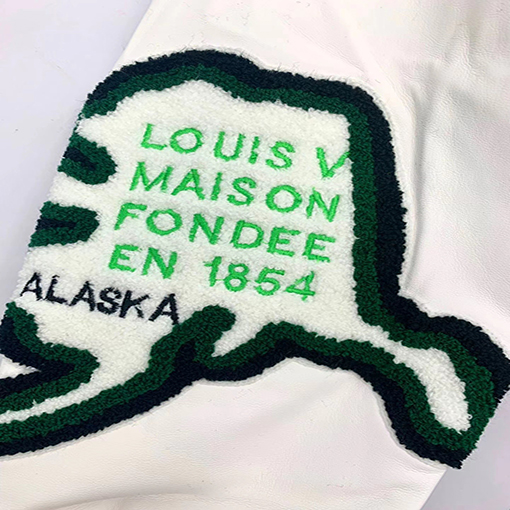 LOUIS V
MAISON
FONDEE
EN 1854
ALASKA